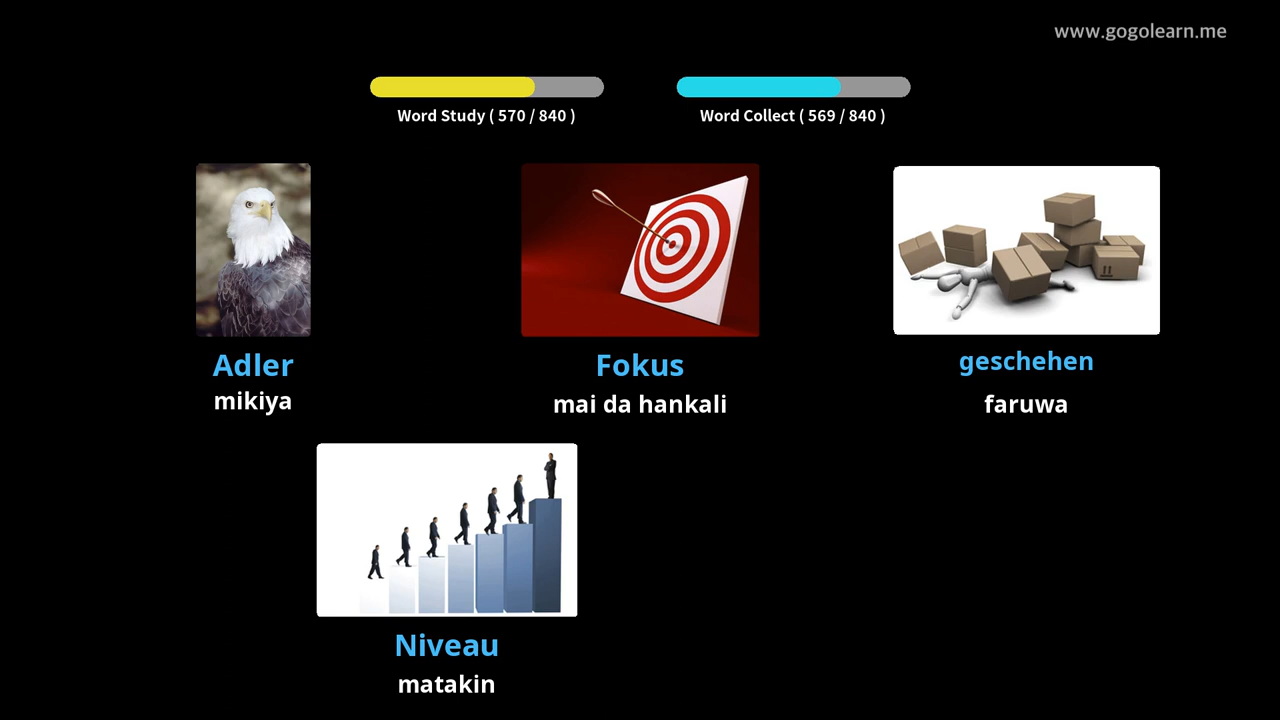 www.gogolearn.me
Word Study ( 570 / 840 )
Word Collect ( 569 / 840 )
Adler
mikiya
Fokus
mai da hankali
geschehen
faruwa
Niveau
matakin